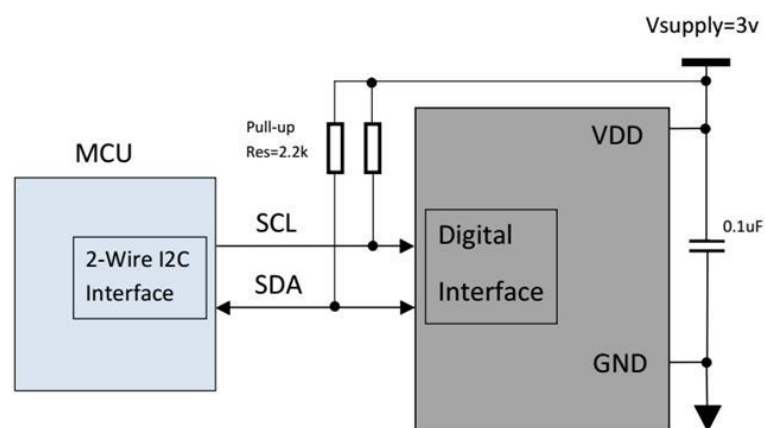 Vsupply=3v
Pull-up
Res=2.2k
VDD
MCU
SCL
Digital
Interface
0.1uF
2-Wire I2C
Interface
SDA
GND